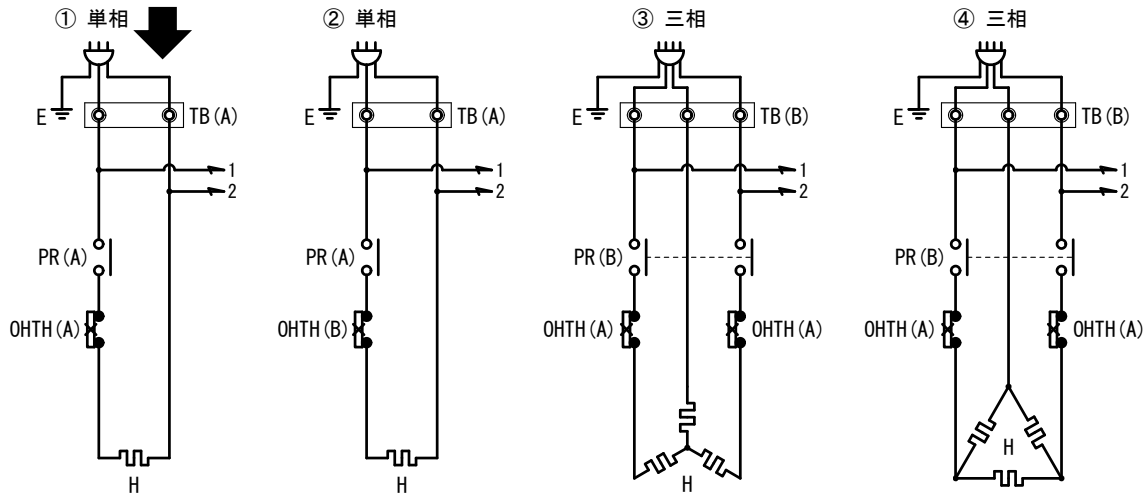 ① 単相 ② 単相 ③ 三相 ④ 三相
E TB(A) E TB(A) E TB(B) E TB(B)
1 1 1 1
2 2 2 2
PR(A) PR(A) PR(B) PR(B)
OHTH(A) OHTH(B) OHTH(A) OHTH(A) OHTH(A) OHTH(A)
H H H H